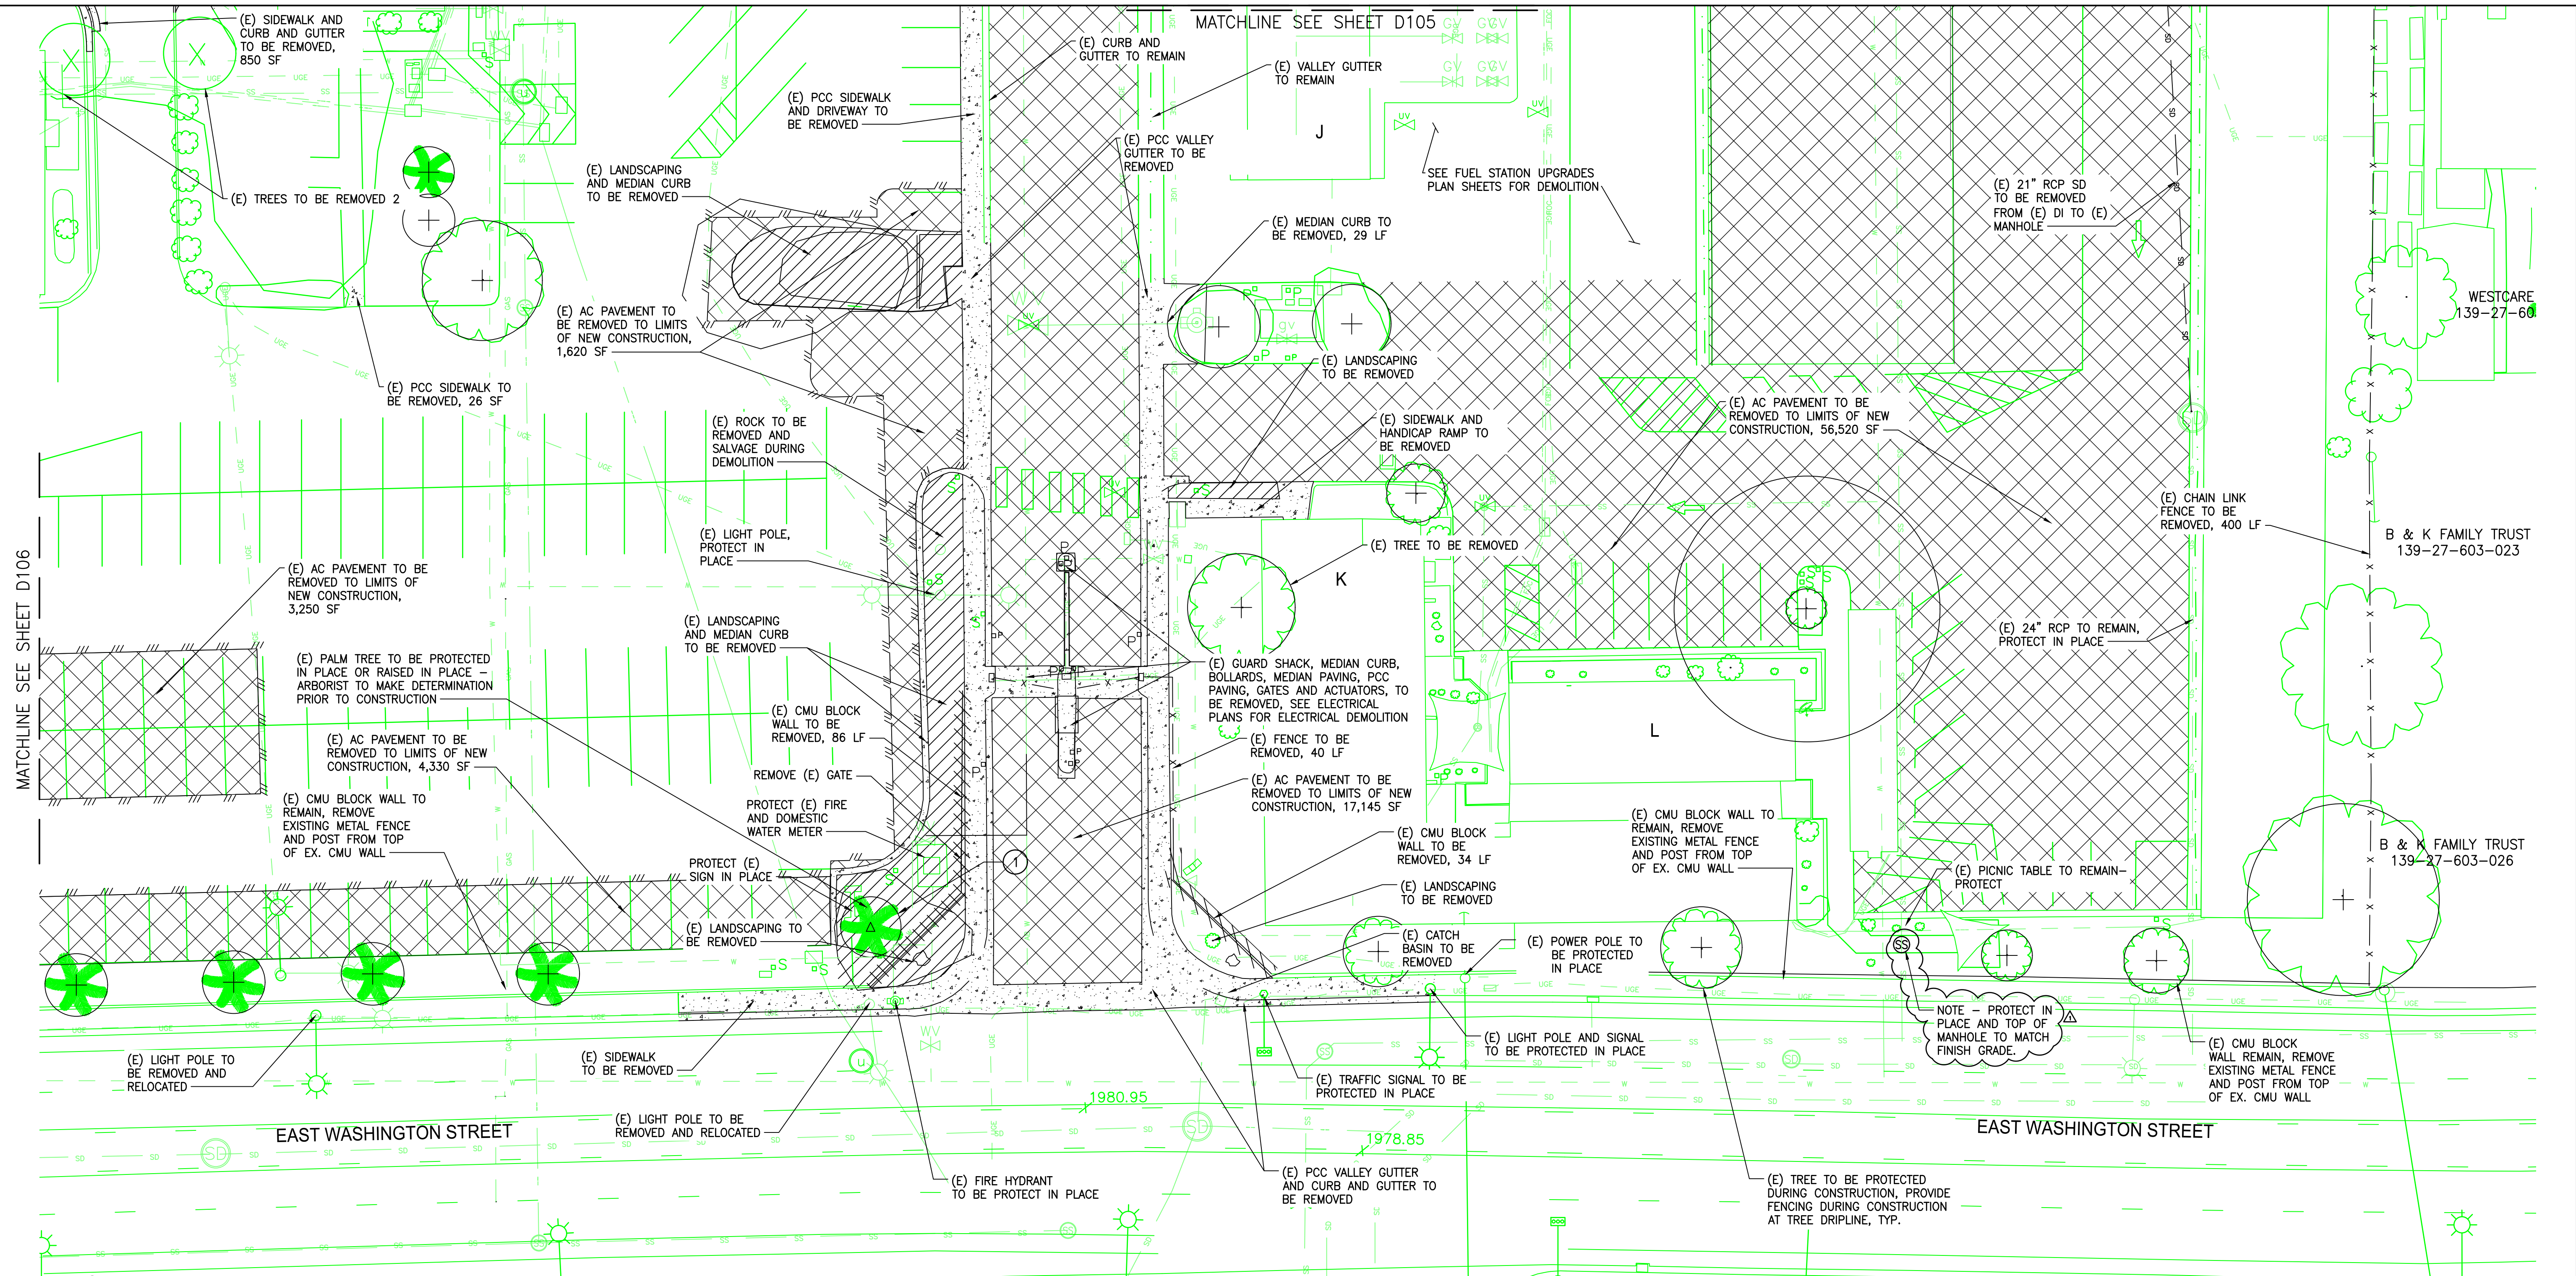 MATCHLINE SEE SHEET D105
(E) SIDEWALK AND
CURB AND GUTTER
TO BE REMOVED,
850 SF
(E) TREES TO BE REMOVED 2
(E) PCC SIDEWALK
AND DRIVEWAY TO
BE REMOVED
(E) CURB AND
GUTTER TO REMAIN
(E) VALLEY GUTTER
TO REMAIN
J
(E) PCC VALLEY
GUTTER TO BE
REMOVED
SEE FUEL STATION UPGRADES
PLAN SHEETS FOR DEMOLITION
(E) 21" RCP SD
TO BE REMOVED
FROM (E) DI TO (E)
MANHOLE
(E) LANDSCAPING
AND MEDIAN CURB
TO BE REMOVED
(E) MEDIAN CURB TO
BE REMOVED, 29 LF
WESTCARE
(E) AC PAVEMENT TO
BE REMOVED TO LIMITS
OF NEW CONSTRUCTION,
1,620 SF
(E) PCC SIDEWALK TO
BE REMOVED, 26 SF
(E) LANDSCAPING
TO BE REMOVED
(E) ROCK TO BE
REMOVED AND
SALVAGE DURING
DEMOLITION
(E) SIDEWALK AND
HANDICAP RAMP TO
BE REMOVED
(E) AC PAVEMENT TO BE
REMOVED TO LIMITS OF NEW
CONSTRUCTION, 56,520 SF
(E) CHAIN LINK
FENCE TO BE
REMOVED, 400 LF
B & K FAMILY TRUST
139-27-603-023
(E) LIGHT POLE,
PROTECT IN
PLACE
(E) TREE TO BE REMOVED
K
MATCHLINE SEE SHEET D106
(E) AC PAVEMENT TO BE
REMOVED TO LIMITS OF
NEW CONSTRUCTION,
3,250 SF
(E) LANDSCAPING
AND MEDIAN CURB
TO BE REMOVED
(E) 24" RCP TO REMAIN,
PROTECT IN PLACE
(E) PALM TREE TO BE PROTECTED
IN PLACE OR RAISED IN PLACE -
ARBORIST TO MAKE DETERMINATION
PRIOR TO CONSTRUCTION
(E) GUARD SHACK, MEDIAN CURB,
BOLLARDS, MEDIAN PAVING, PCC
PAVING, GATES AND ACTUATORS, TO
BE REMOVED, SEE ELECTRICAL
PLANS FOR ELECTRICAL DEMOLITION
(E) CMU BLOCK
WALL TO BE
REMOVED, 86 LF
(E) FENCE TO BE
REMOVED, 40 LF
L
(E) AC PAVEMENT TO BE
REMOVED TO LIMITS OF NEW
CONSTRUCTION, 4,330 SF
REMOVE (E) GATE
(E) AC PAVEMENT TO BE
REMOVED TO LIMITS OF NEW
CONSTRUCTION, 17,145 SF
(E) CMU BLOCK WALL TO
REMAIN, REMOVE
EXISTING METAL FENCE
AND POST FROM TOP
OF EX. CMU WALL
PROTECT (E) FIRE
AND DOMESTIC
WATER METER
(E) CMU BLOCK
WALL TO BE
REMOVED, 34 LF
(E) CMU BLOCK WALL TO
REMAIN, REMOVE
EXISTING METAL FENCE
AND POST FROM TOP
OF EX. CMU WALL
B & K FAMILY TRUST
139-27-603-026
PROTECT (E)
SIGN IN PLACE
1
(E) LANDSCAPING
TO BE REMOVED
(E) PICNIC TABLE TO REMAIN-
PROTECT
(E) LANDSCAPING TO
BE REMOVED
(E) CATCH
BASIN TO BE
REMOVED
(E) POWER POLE TO
BE PROTECTED
IN PLACE
SS
NOTE - PROTECT IN
PLACE AND TOP OF
MANHOLE TO MATCH
FINISH GRADE.
(E) LIGHT POLE TO
BE REMOVED AND
RELOCATED
(E) SIDEWALK
TO BE REMOVED
(E) LIGHT POLE AND SIGNAL
TO BE PROTECTED IN PLACE
(E) CMU BLOCK
WALL REMAIN, REMOVE
EXISTING METAL FENCE
AND POST FROM TOP
OF EX. CMU WALL
(E) TRAFFIC SIGNAL TO BE
PROTECTED IN PLACE
1980.95
(E) LIGHT POLE TO BE
REMOVED AND RELOCATED
EAST WASHINGTON STREET
1978.85
EAST WASHINGTON STREET
(E) FIRE HYDRANT
TO BE PROTECT IN PLACE
(E) PCC VALLEY GUTTER
AND CURB AND GUTTER TO
BE REMOVED
(E) TREE TO BE PROTECTED
DURING CONSTRUCTION, PROVIDE
FENCING DURING CONSTRUCTION
AT TREE DRIPLINE, TYP.